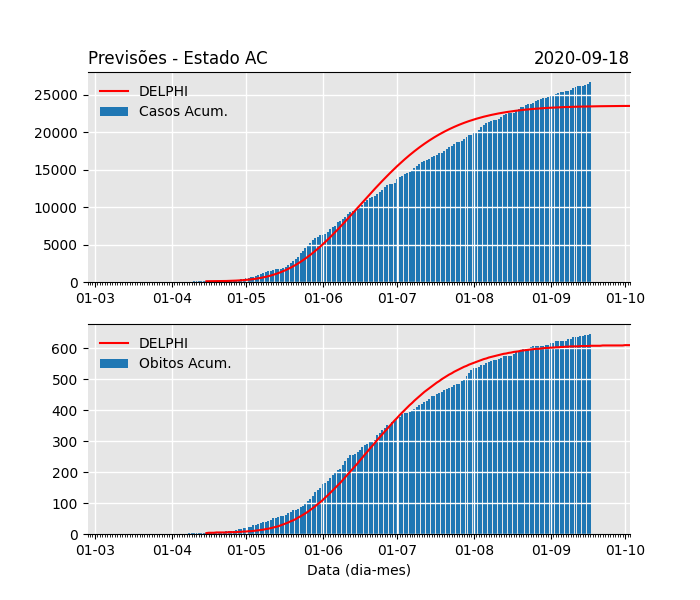 Previsões - Estado AC 2020-09-18
DELPHI
Casos Acum.
25000
20000
15000
10000
5000
0
01-03 01-04 01-05 01-06 01-07 01-08 01-09 01-10
DELPHI
Obitos Acum.
600
500
400
300
200
100
0
01-03 01-04 01-05 01-06 01-07 01-08 01-09 01-10
Data (dia-mes)